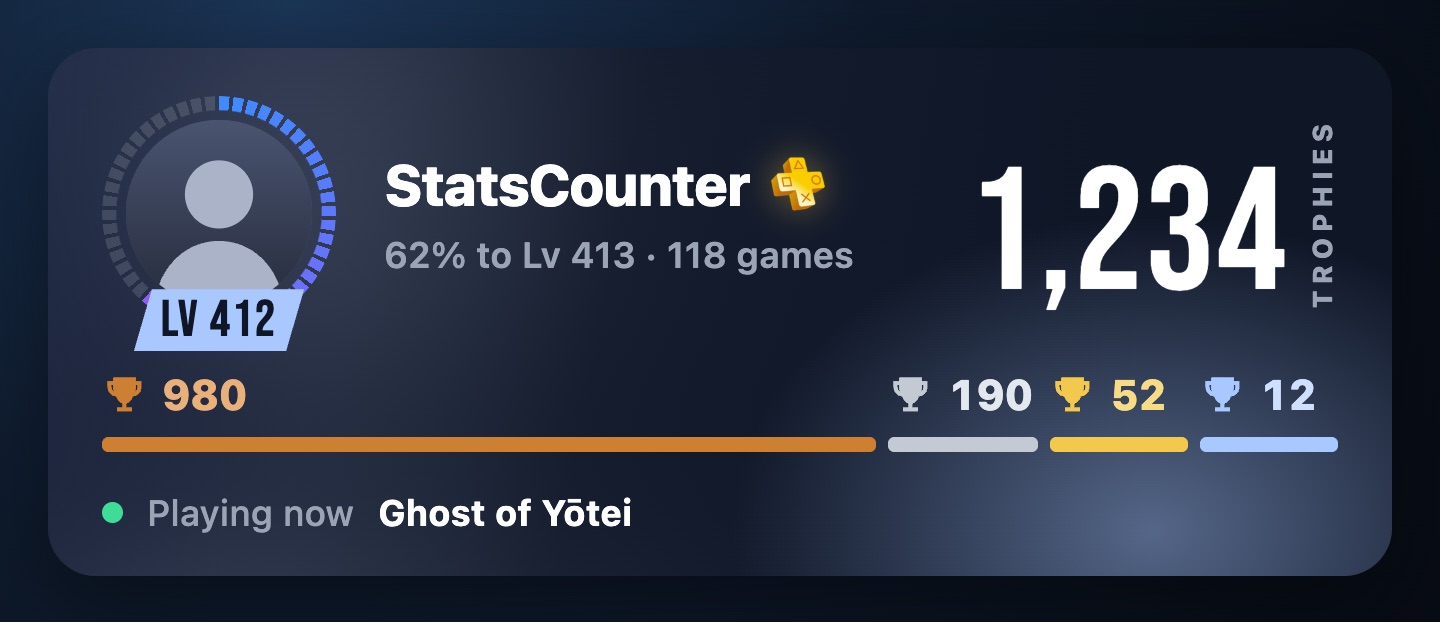 StatsCounter
62% to Lv 413 · 118 games
LV 412
1,234
TROPHIES
980
190
52
12
Playing now Ghost of Yōtei